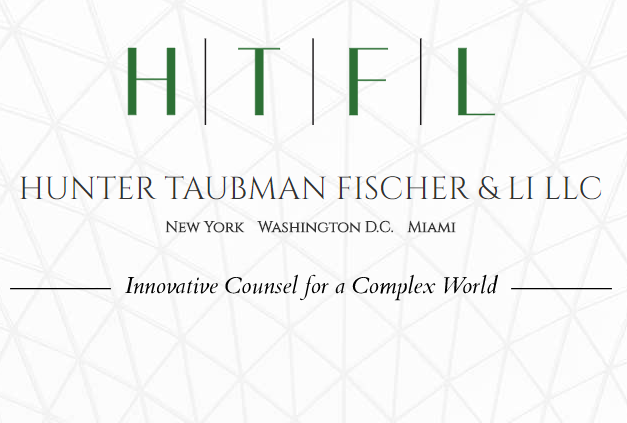 H | T | F | L
HUNTER TAUBMAN FISCHER & LI LLC
NEW YORK WASHINGTON D.C. MIAMI
Innovative Counsel for a Complex World